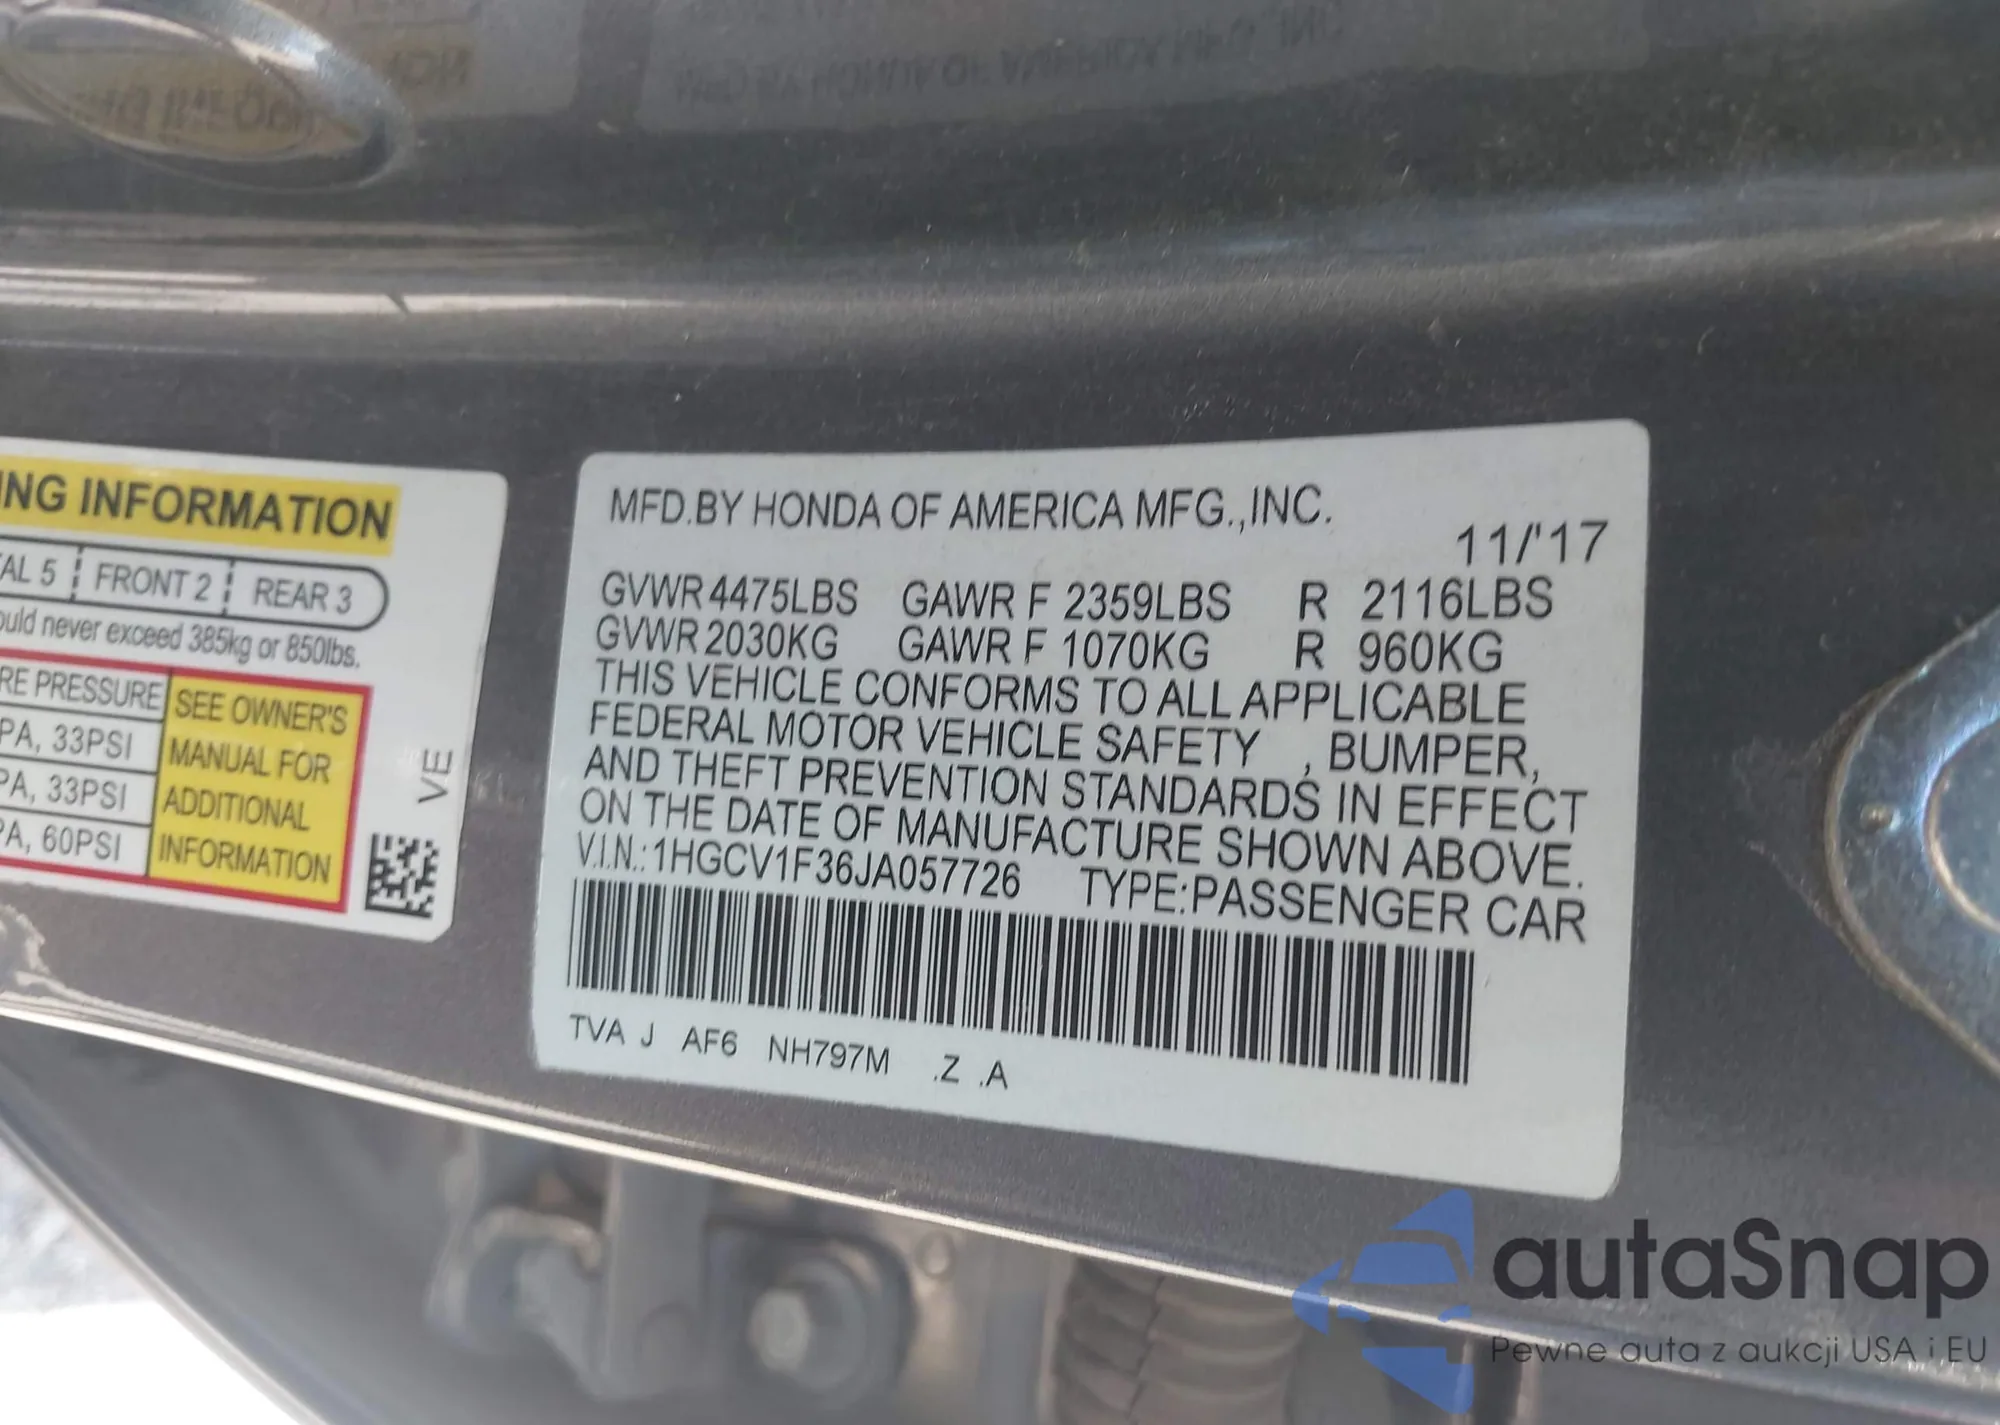 NG INFORMATION
AL 5 FRONT 2 REAR 3
ould never exceed 385kg or 850lbs.
RE PRESSURE
PA, 33PSI
PA, 33PSI
PA, 60PSI
SEE OWNER'S
MANUAL FOR
ADDITIONAL
INFORMATION
VE
MFD.BY HONDA OF AMERICA MFG.,INC.
11/'17
GVWR 4475LBS GAWR F 2359LBS R 2116LBS
GVWR 2030KG GAWR F 1070KG R 960KG
THIS VEHICLE CONFORMS TO ALL APPLICABLE
FEDERAL MOTOR VEHICLE SAFETY , BUMPER,
AND THEFT PREVENTION STANDARDS IN EFFECT
ON THE DATE OF MANUFACTURE SHOWN ABOVE.
V.I.N.: 1HGCV1F36JA057726 TYPE:PASSENGER CAR
TVA J AF6 NH797M .Z .A
autaSnap
Pewne auta z aukcji USA i EU